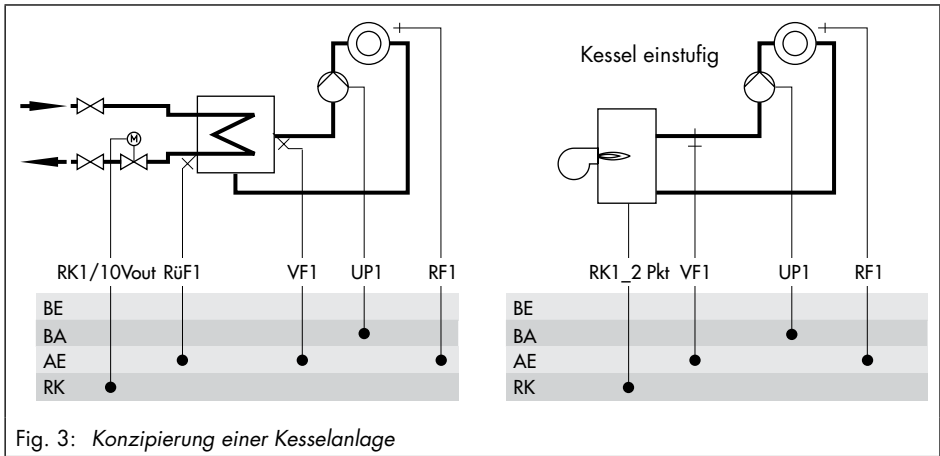 Kessel einstufig
M
RK1/10Vout RüF1 VF1 UP1 RF1
RK1_2 Pkt VF1 UP1 RF1
BE
BA
AE
RK
BE
BA
AE
RK
Fig. 3: Konzipierung einer Kesselanlage